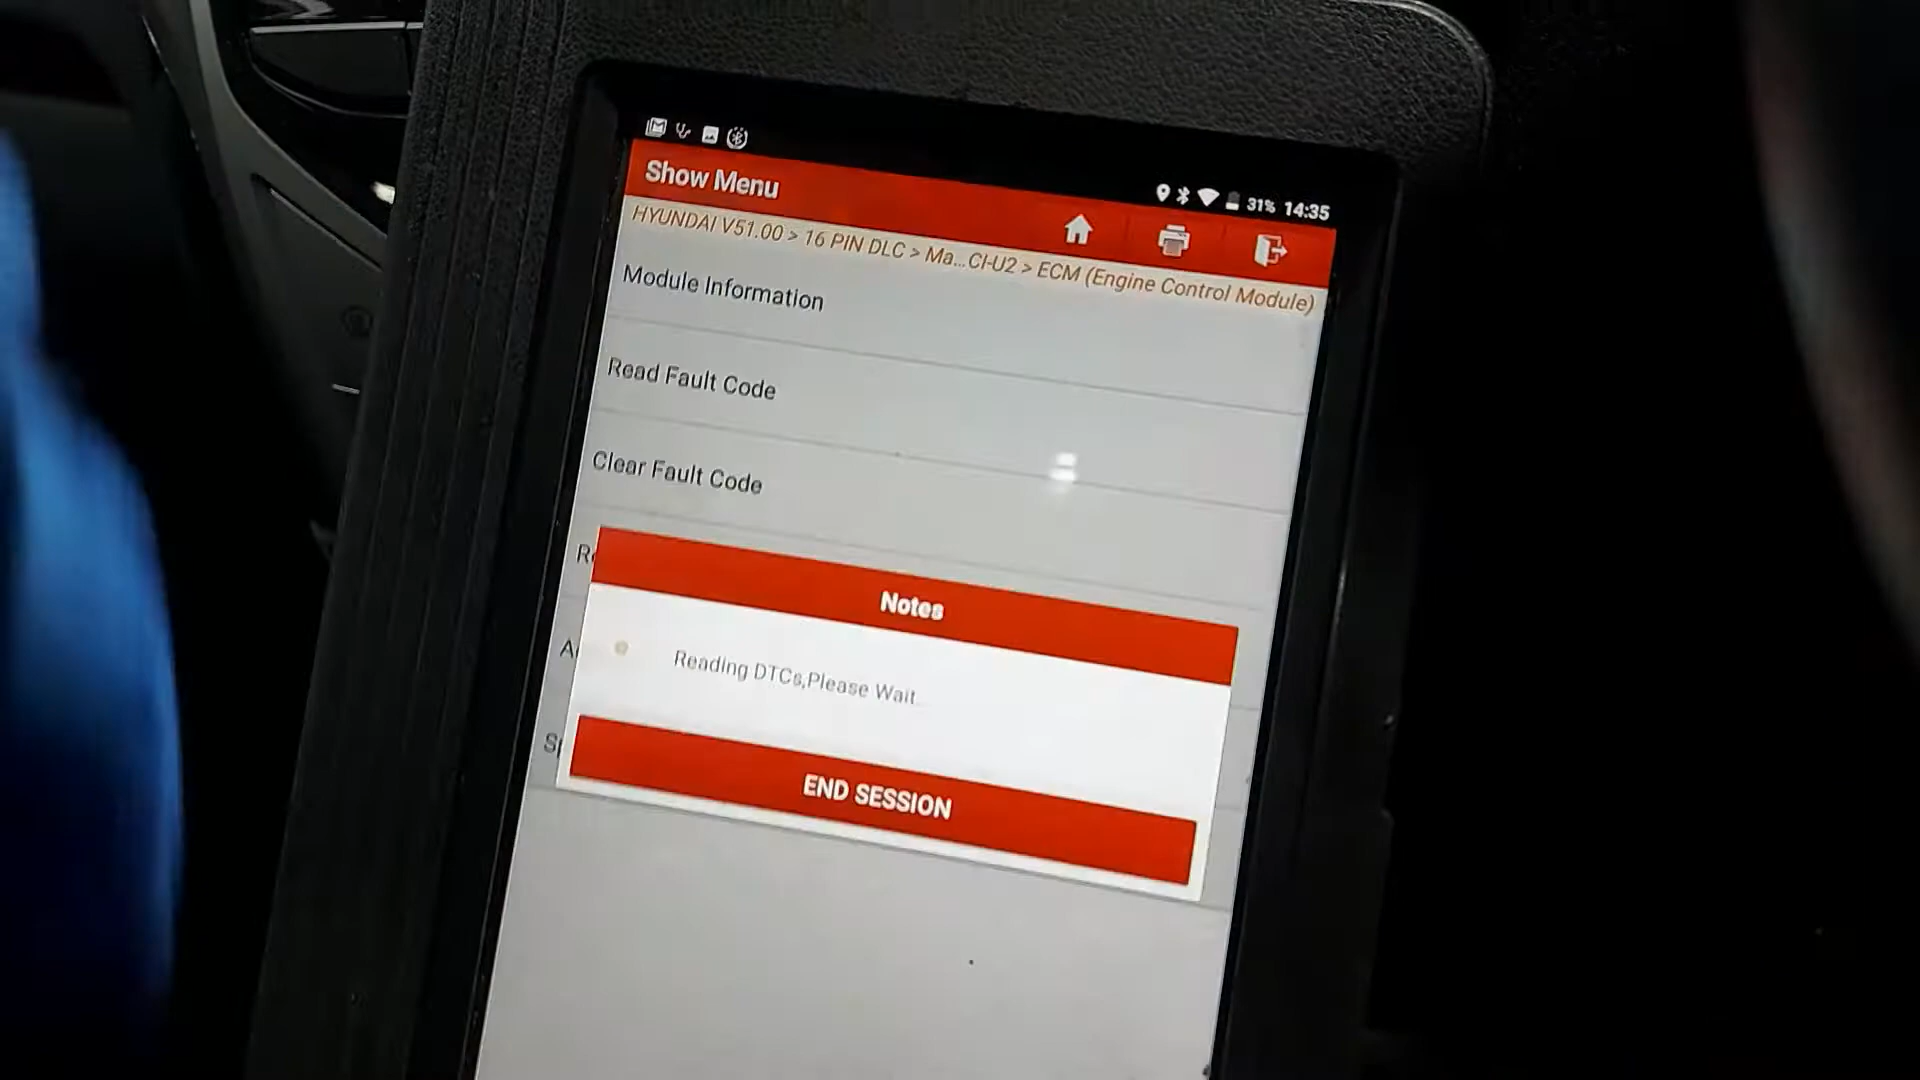 31% 14:35
Show Menu
HYUNDAI V51.00 > 16 PIN DLC > Ma...CI-U2 > ECM (Engine Control Module)
Module Information
Read Fault Code
Clear Fault Code
Notes
Reading DTCs,Please Wait...
END SESSION